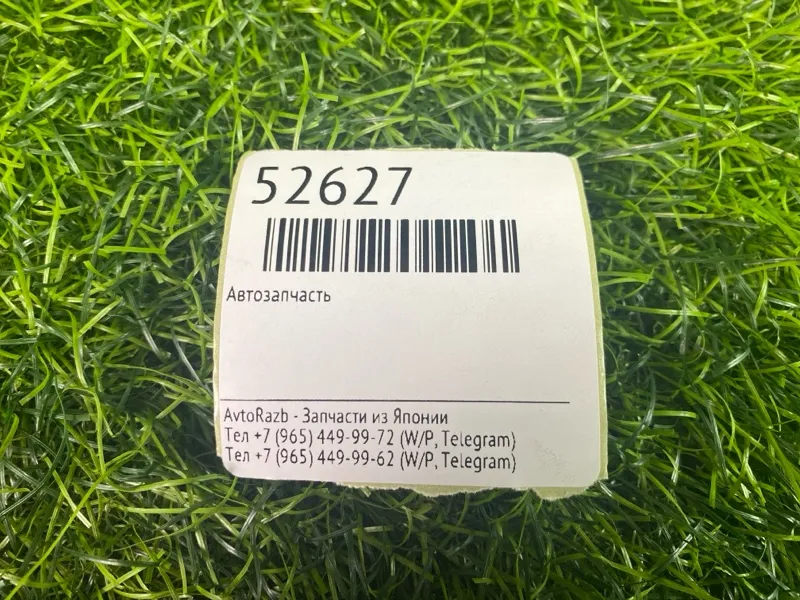 52627
Автозапчасть
AvtoRazb - Запчасти из Японии
Тел +7 (965) 449-99-72 (W/P, Telegram)
Тел +7 (965) 449-99-62 (W/P, Telegram)